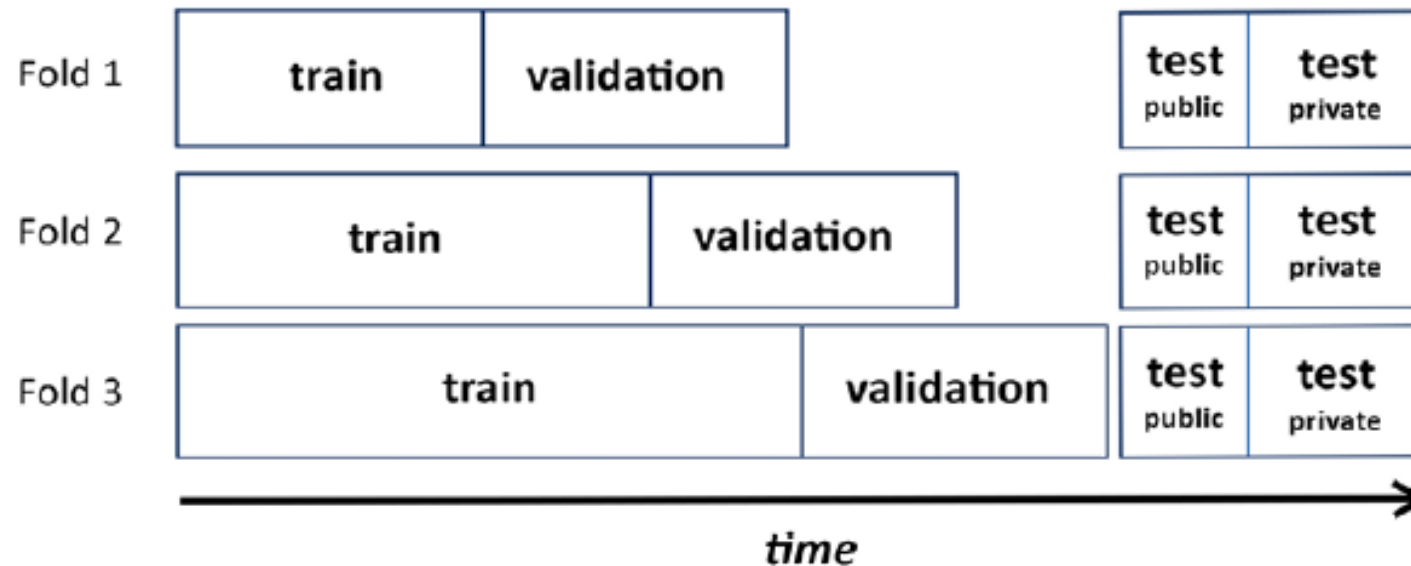 Fold 1
train
validation
test
public
test
private
Fold 2
train
validation
test
public
test
private
Fold 3
train
validation
test
public
test
private
time